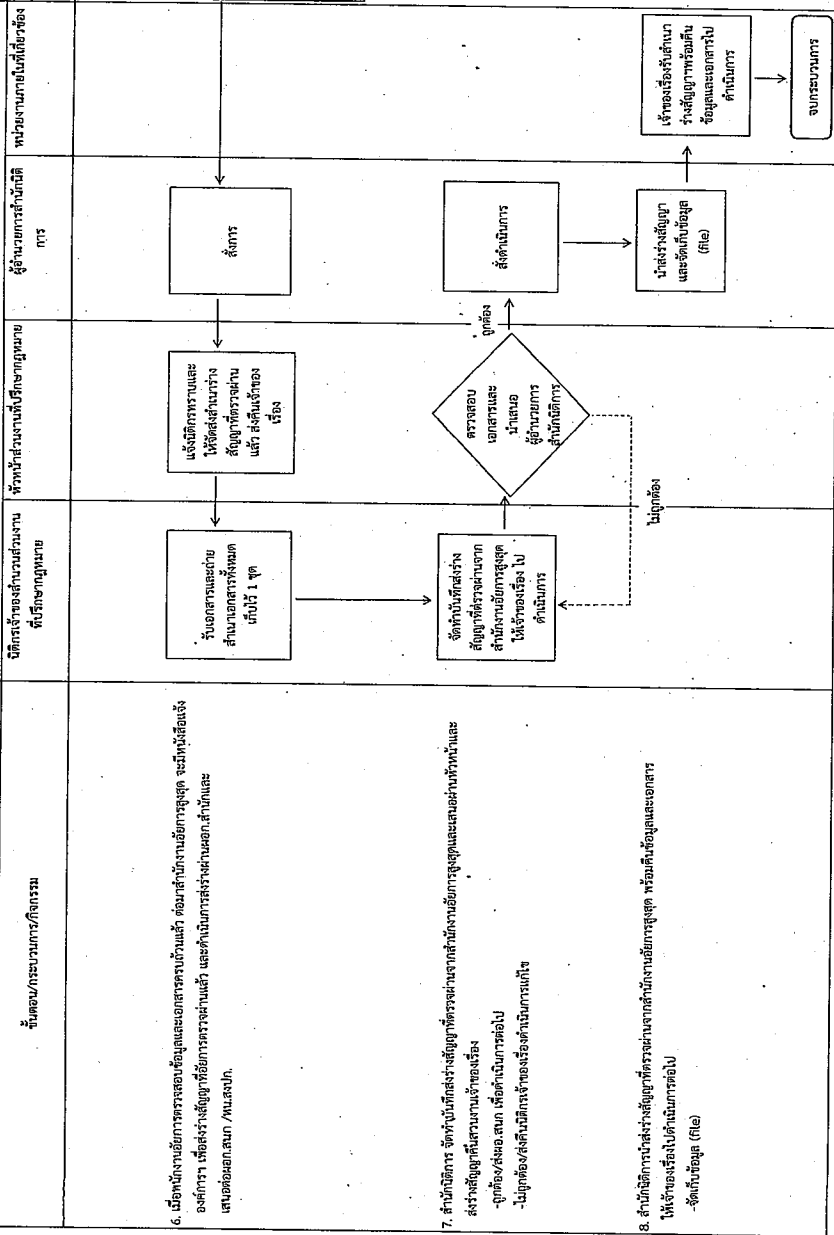 ขั้นตอน/กระบวนการ/กิจกรรม
นิติกรเจ้าของสำนวนส่วนงาน
ที่ปรึกษากฎหมาย
หัวหน้าส่วนงานที่ปรึกษากฎหมาย
ผู้อำนวยการสำนักนิติ
การ
หน่วยงานภายในที่เกี่ยวข้อง
6. เมื่อพนักงานอัยการตรวจสอบข้อมูลและเอกสารครบถ้วนแล้ว ต่อมาสำนักงานอัยการสูงสุด จะมีหนังสือแจ้ง
องค์การฯ เพื่อส่งร่างสัญญาที่อัยการตรวจผ่านแล้ว และดำเนินการส่งร่างผ่านผอก.สำนักและ
เสนอต่อผอก.สนก /หน.สงปก.
รับเอกสารและถ่าย
สำเนาเอกสารทั้งหมด
เก็บไว้ 1 ชุด
แจ้งนิติกรทราบและ
ให้จัดส่งสำเนาร่าง
สัญญาที่ตรวจผ่าน
แล้ว ส่งคืนเจ้าของ
เรื่อง
สั่งการ
7. สำนักนิติการ จัดทำบันทึกส่งร่างสัญญาที่ตรวจผ่านจากสำนักงานอัยการสูงสุดและเสนอผ่านหัวหน้าและ
ส่งร่างสัญญาคืนส่วนงานเจ้าของเรื่อง
-ถูกต้อง/ส่งผอ.สนก เพื่อดำเนินการต่อไป
-ไม่ถูกต้อง/ส่งคืนนิติกรเจ้าของเรื่องดำเนินการแก้ไข
จัดทำบันทึกส่งร่าง
สัญญาที่ตรวจผ่านจาก
สำนักงานอัยการสูงสุด
ให้เจ้าของเรื่อง ไป
ดำเนินการ
ตรวจสอบ
เอกสารและ
นำเสนอ
ผู้อำนวยการ
สำนักนิติการ
ถูกต้อง
ไม่ถูกต้อง
สั่งดำเนินการ
8. สำนักนิติการนำส่งร่างสัญญาที่ตรวจผ่านจากสำนักงานอัยการสูงสุด พร้อมคืนข้อมูลและเอกสาร
ให้เจ้าของเรื่องไปดำเนินการต่อไป
-จัดเก็บข้อมูล (file)
นำส่งร่างสัญญา
และจัดเก็บข้อมูล
(file)
เจ้าของเรื่องรับสำเนา
ร่างสัญญาฯพร้อมคืน
ข้อมูลและเอกสารไป
ดำเนินการ
จบกระบวนการ